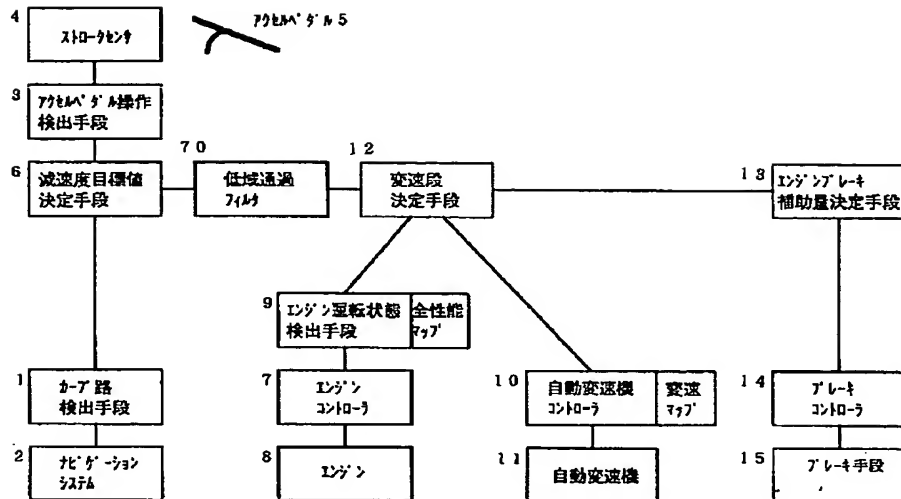 4
ストロークセンサ
アクセルペダル 5
3
アクセルペダル操作
検出手段
6
減速度目標値
決定手段
70
低域通過
フィルタ
12
変速段
決定手段
13
エンジンブレーキ
補助量決定手段
9
エンジン運転状態
検出手段
全性能
マップ
1
カーブ路
検出手段
7
エンジン
コントローラ
10
自動変速機
コントローラ
変速
マップ
14
ブレーキ
コントローラ
2
ナビゲーション
システム
8
エンジン
11
自動変速機
15
ブレーキ手段